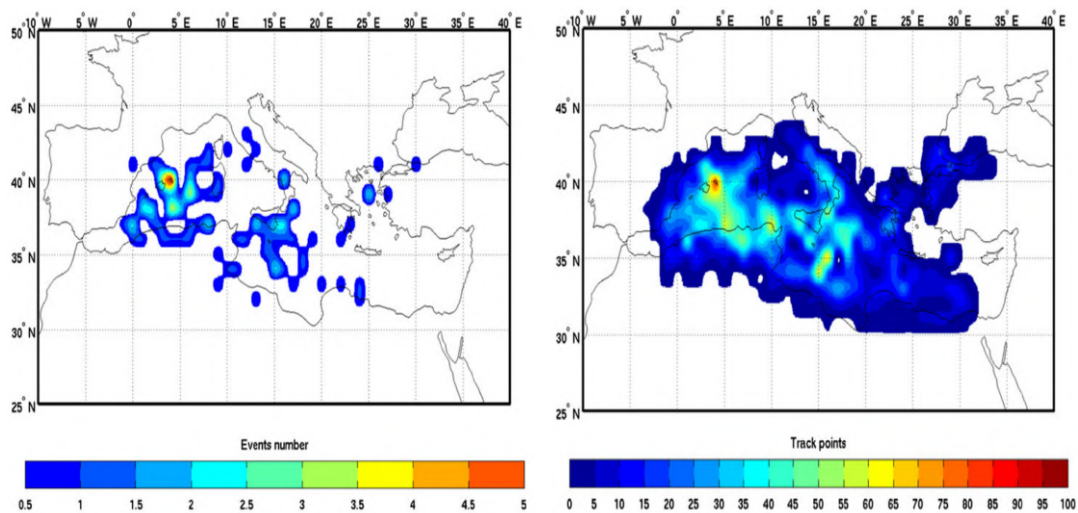 -10° W 5° W 0° 5° E 10° E 15° E 20° E 25° E 30° E 35° E 40° E
50° N
45° N
40° N
35° N
30° N
25° N
Events number
0.5 1 1.5 2 2.5 3 3.5 4 4.5 5
-10° W 5° W 0° 5° E 10° E 15° E 20° E 25° E 30° E 35° E 40° E
50° N
45° N
40° N
35° N
30° N
25° N
Track points
0 5 10 15 20 25 30 35 40 45 50 55 60 65 70 75 80 85 90 95 100